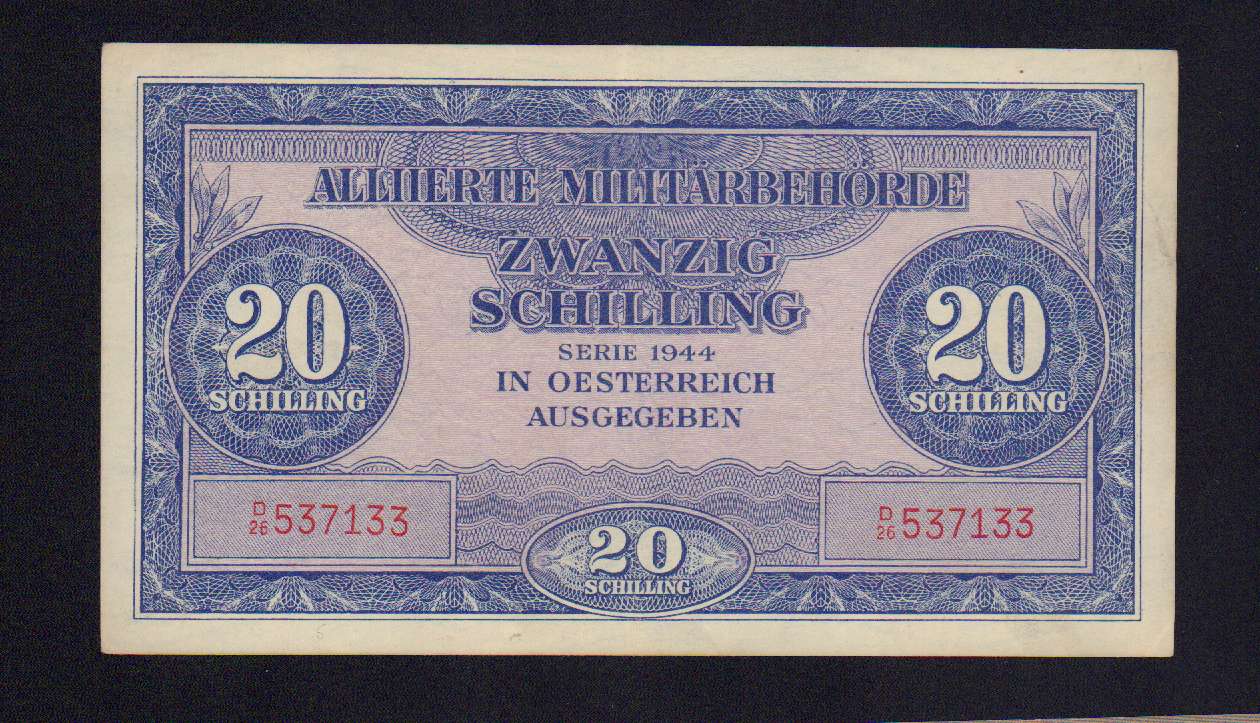 ALLIIERTE MILITÄRBEHÖRDE
ZWANZIG
SCHILLING
SERIE 1944
IN OESTERREICH
AUSGEGEBEN
20
SCHILLING
20
SCHILLING
D/26 537133
D/26 537133
20
SCHILLING